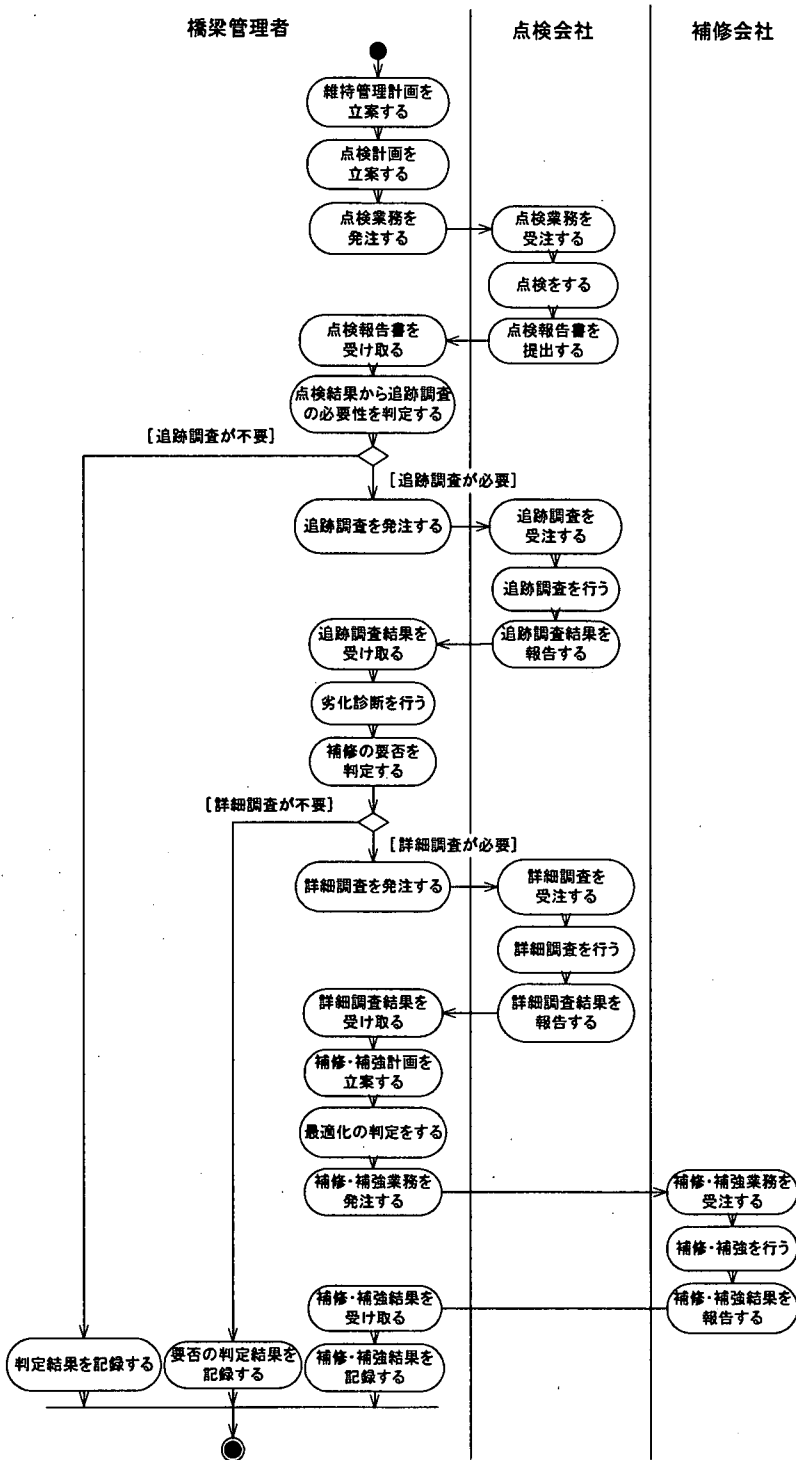 橋梁管理者
点検会社
補修会社
維持管理計画を
立案する
点検計画を
立案する
点検業務を
発注する
点検業務を
受注する
点検をする
点検報告書を
提出する
点検報告書を
受け取る
点検結果から追跡調査
の必要性を判定する
[追跡調査が不要]
[追跡調査が必要]
追跡調査を発注する
追跡調査を
受注する
追跡調査を行う
追跡調査結果を
報告する
追跡調査結果を
受け取る
劣化診断を行う
補修の要否を
判定する
[詳細調査が不要]
[詳細調査が必要]
詳細調査を発注する
詳細調査を
受注する
詳細調査を行う
詳細調査結果を
報告する
詳細調査結果を
受け取る
補修・補強計画を
立案する
最適化の判定をする
補修・補強業務を
発注する
補修・補強業務を
受注する
補修・補強を行う
補修・補強結果を
報告する
補修・補強結果を
受け取る
判定結果を記録する
要否の判定結果を
記録する
補修・補強結果を
記録する